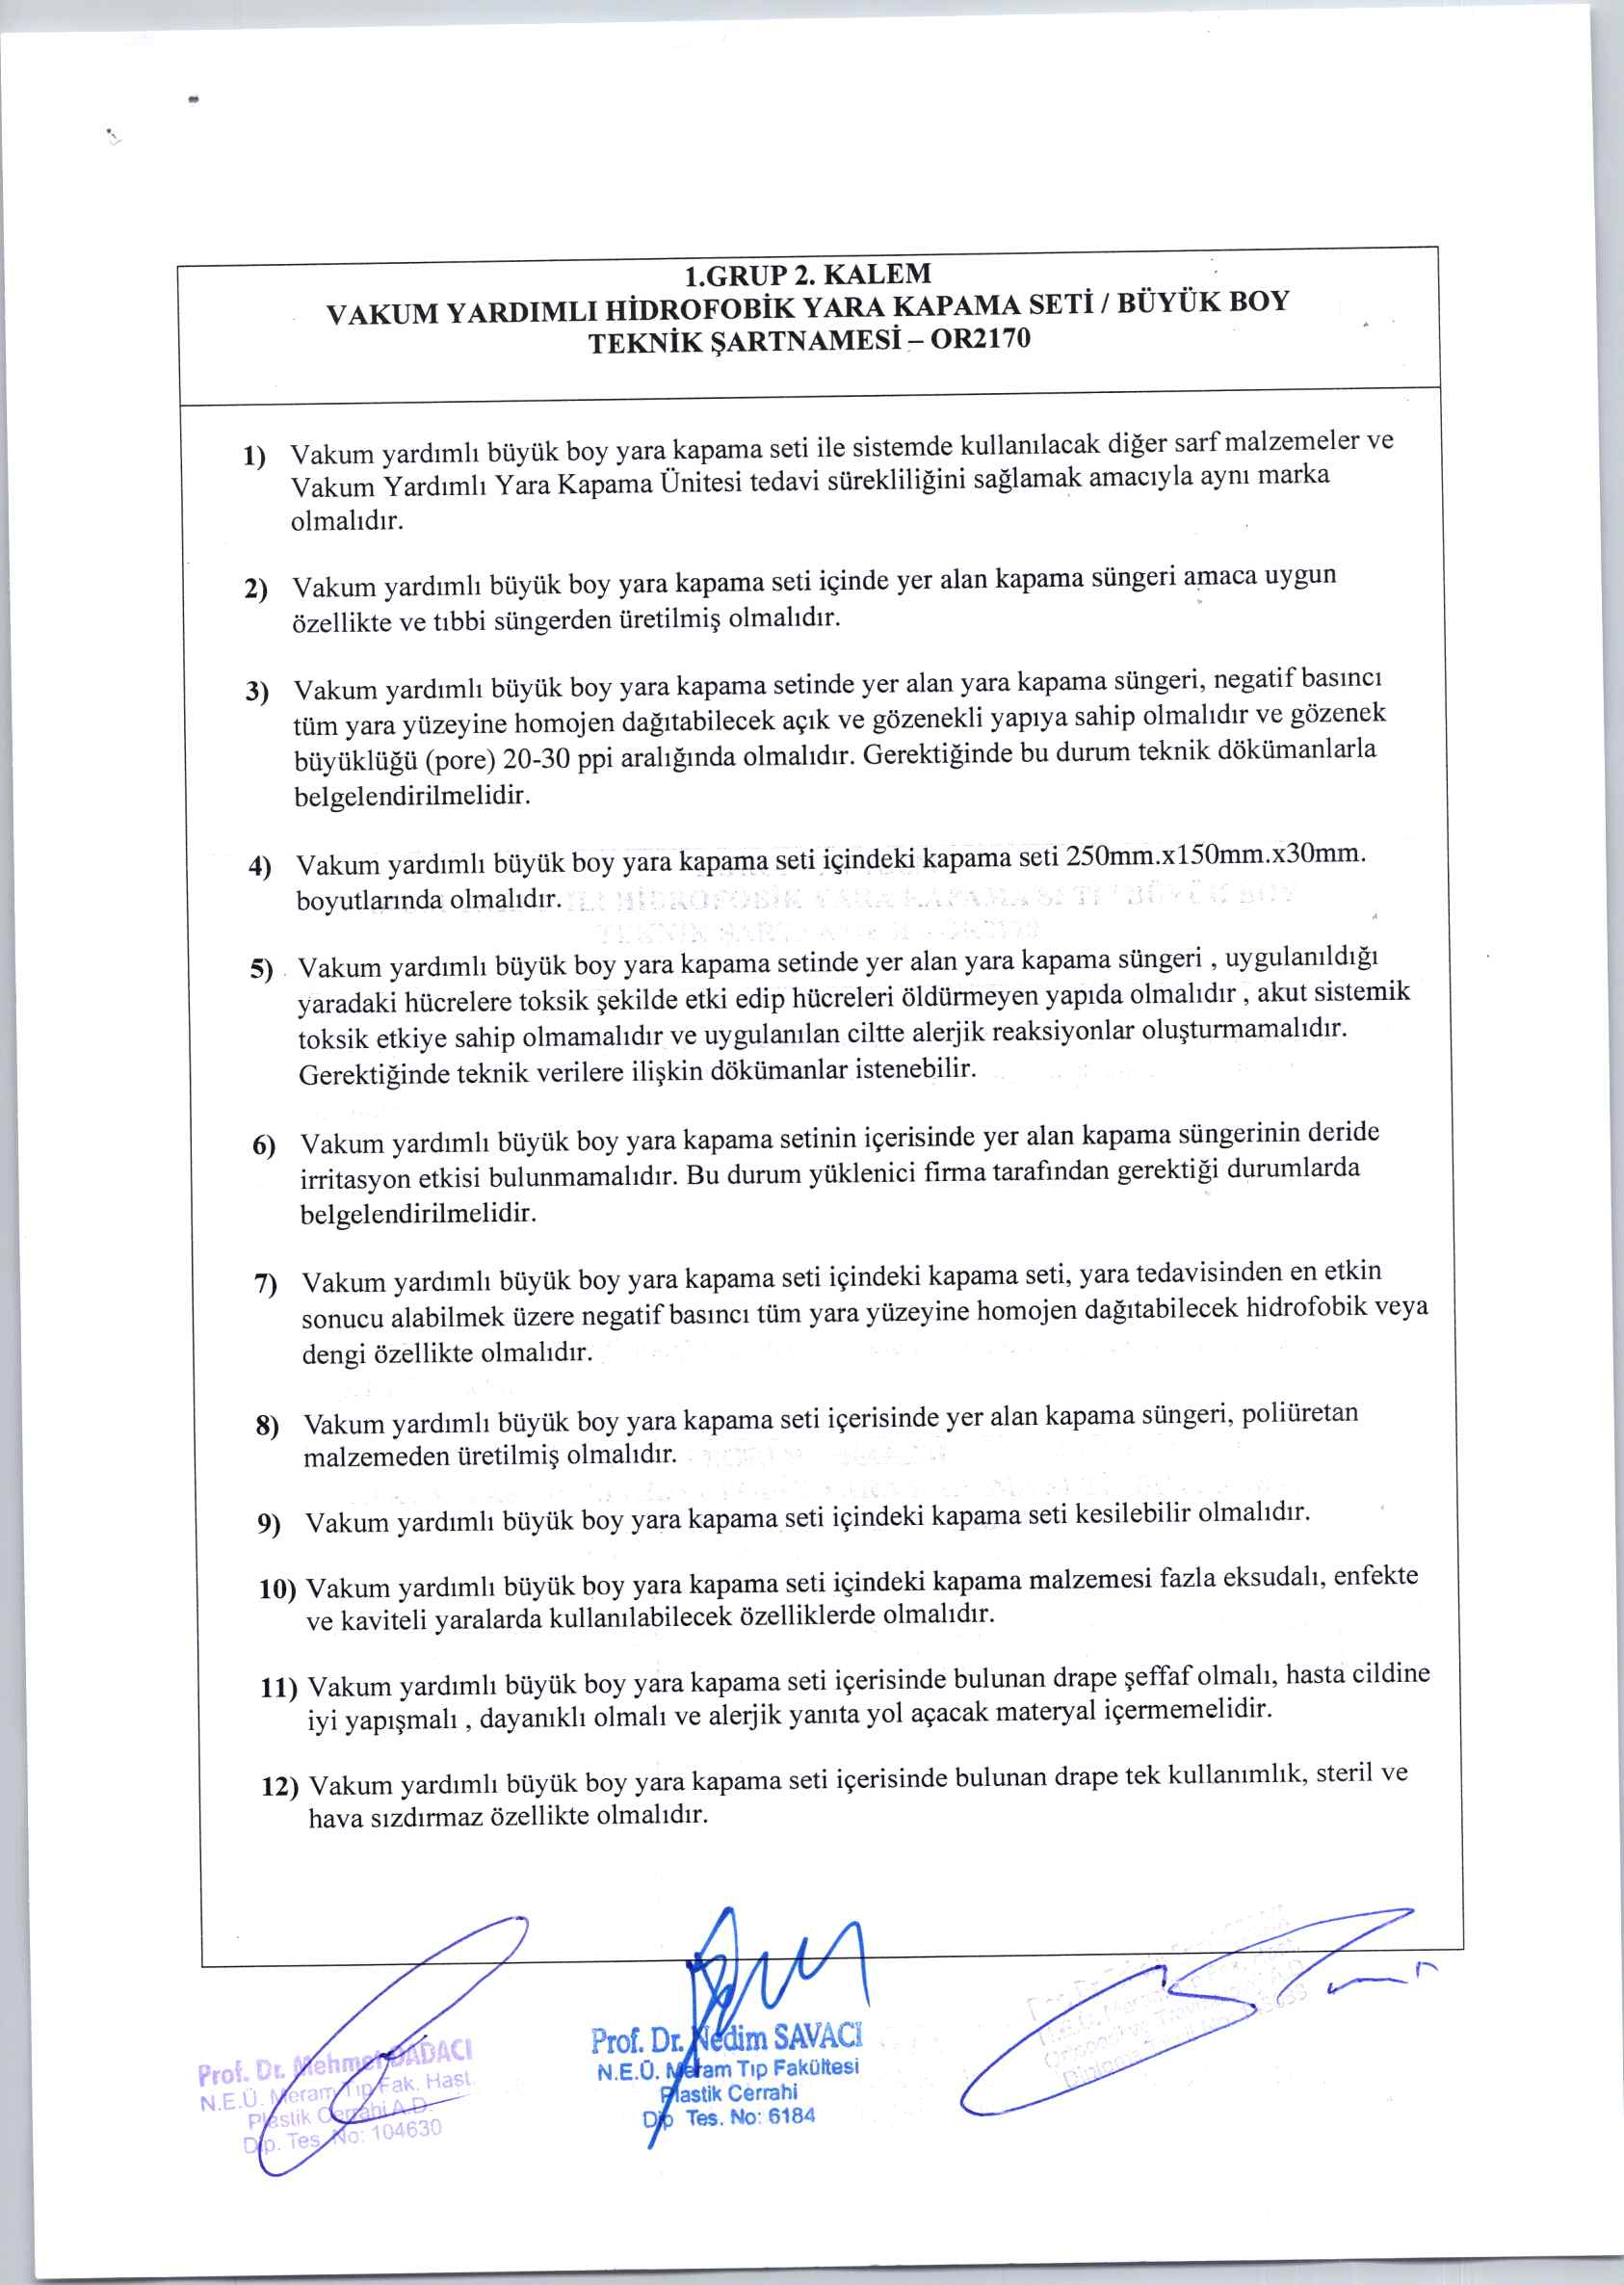 1.GRUP 2. KALEM
VAKUM YARDIMLI HİDROFOBİK YARA KAPAMA SETİ / BÜYÜK BOY
TEKNİK ŞARTNAMESİ – OR2170
1) Vakum yardımlı büyük boy yara kapama seti ile sistemde kullanılacak diğer sarf malzemeler ve
Vakum Yardımlı Yara Kapama Ünitesi tedavi sürekliliğini sağlamak amacıyla aynı marka
olmalıdır.
2) Vakum yardımlı büyük boy yara kapama seti içinde yer alan kapama süngeri amaca uygun
özellikte ve tıbbi süngerden üretilmiş olmalıdır.
3) Vakum yardımlı büyük boy yara kapama setinde yer alan yara kapama süngeri, negatif basıncı
tüm yara yüzeyine homojen dağıtabilecek açık ve gözenekli yapıya sahip olmalıdır ve gözenek
büyüklüğü (pore) 20-30 ppi aralığında olmalıdır. Gerektiğinde bu durum teknik dökümanlarla
belgelendirilmelidir.
4) Vakum yardımlı büyük boy yara kapama seti içindeki kapama seti 250mm.x150mm.x30mm.
boyutlarında olmalıdır.
5) Vakum yardımlı büyük boy yara kapama setinde yer alan yara kapama süngeri , uygulanıldığı
yaradaki hücrelere toksik şekilde etki edip hücreleri öldürmeyen yapıda olmalıdır , akut sistemik
toksik etkiye sahip olmamalıdır ve uygulanılan ciltte alerjik reaksiyonlar oluşturmamalıdır.
Gerektiğinde teknik verilere ilişkin dökümanlar istenebilir.
6) Vakum yardımlı büyük boy yara kapama setinin içerisinde yer alan kapama süngerinin deride
irritasyon etkisi bulunmamalıdır. Bu durum yüklenici firma tarafından gerektiği durumlarda
belgelendirilmelidir.
7) Vakum yardımlı büyük boy yara kapama seti içindeki kapama seti, yara tedavisinden en etkin
sonucu alabilmek üzere negatif basıncı tüm yara yüzeyine homojen dağıtabilecek hidrofobik veya
dengi özellikte olmalıdır.
8) Vakum yardımlı büyük boy yara kapama seti içerisinde yer alan kapama süngeri, poliüretan
malzemeden üretilmiş olmalıdır.
9) Vakum yardımlı büyük boy yara kapama seti içindeki kapama seti kesilebilir olmalıdır.
10) Vakum yardımlı büyük boy yara kapama seti içindeki kapama malzemesi fazla eksudalı, enfekte
ve kaviteli yaralarda kullanılabilecek özelliklerde olmalıdır.
11) Vakum yardımlı büyük boy yara kapama seti içerisinde bulunan drape şeffaf olmalı, hasta cildine
iyi yapışmalı , dayanıklı olmalı ve alerjik yanıta yol açacak materyal içermemelidir.
12) Vakum yardımlı büyük boy yara kapama seti içerisinde bulunan drape tek kullanımlık, steril ve
hava sızdırmaz özellikte olmalıdır.
Prof. Dr. Mehmet DADACI
N.E.Ü. Meram Tıp Fak. Hast.
Plastik Cerrahi A.D.
Dip. Tes. No: 104630
Prof. Dr. Nedim SAVACI
N.E.Ü. Meram Tıp Fakültesi
Plastik Cerrahi
Dip Tes. No: 6184